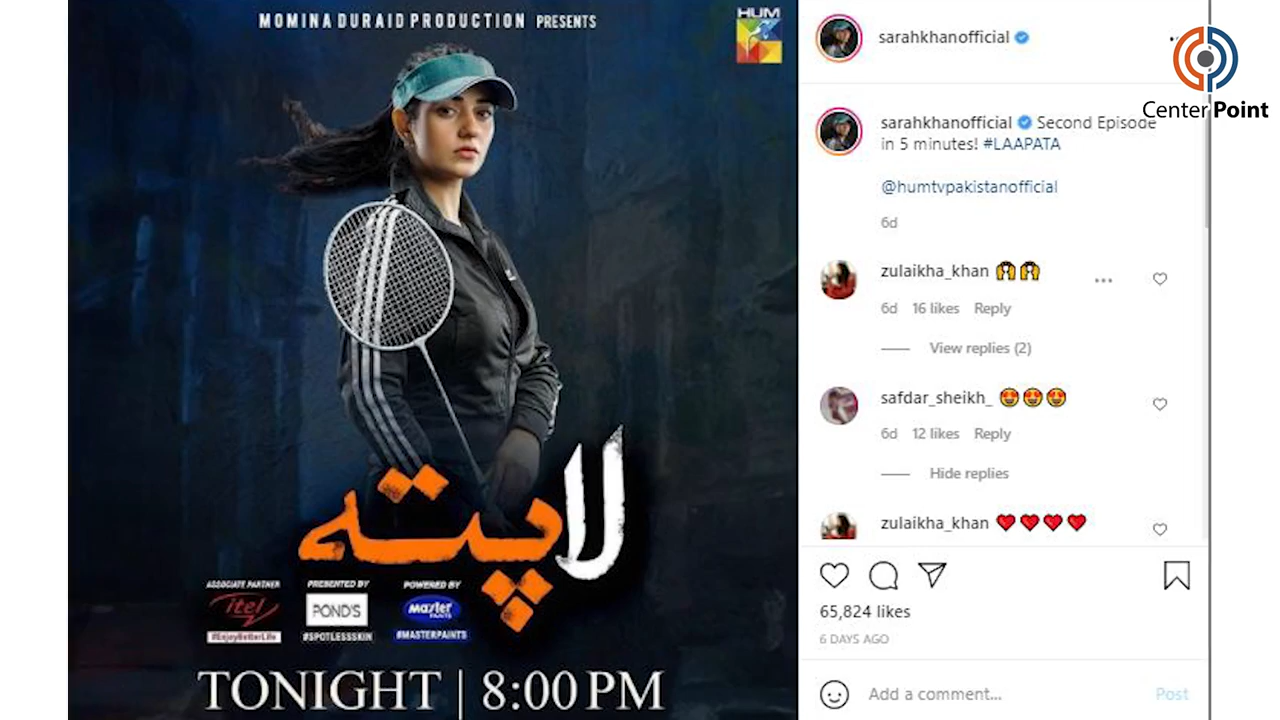 MOMINA DURAID PRODUCTION PRESENTS
HUM
لاپتہ
ASSOCIATE PARTNER
itel
#EnjoyBetterLife
PRESENTED BY
POND'S
#SPOTLESSSKIN
POWERED BY
Master
PAINTS
#MASTERPAINTS
TONIGHT | 8:00 PM
sarahkhanofficial
Center Point
sarahkhanofficial Second Episode
in 5 minutes! #LAAPATA
@humtvpakistanofficial
6d
zulaikha_khan 🙌🙌
6d 16 likes Reply
View replies (2)
safdar_sheikh_ 😍😍😍
6d 12 likes Reply
Hide replies
zulaikha_khan ❤️❤️❤️❤️
65,824 likes
6 DAYS AGO
Add a comment...
Post